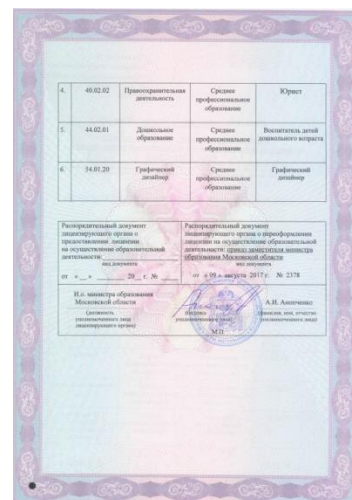 4. 40.02.02 Правоохранительная деятельность Среднее профессиональное образование Юрист
5. 44.02.01 Дошкольное образование Среднее профессиональное образование Воспитатель детей дошкольного возраста
6. 54.01.20 Графический дизайнер Среднее профессиональное образование Графический дизайнер
Распорядительный документ
лицензирующего органа о
предоставлении лицензии
на осуществление образовательной
деятельности:
вид документа
от « __ » 20__ г. №
Распорядительный документ
лицензирующего органа о переоформлении
лицензии на осуществление образовательной
деятельности: приказ заместителя министра
образования Московской области
вид документа
от « 09 » августа 2017 г. № 2378
И.о. министра образования
Московской области
(должность
уполномоченного лица
лицензирующего органа)
(подпись
уполномоченного лица)
М.П.
(фамилия, имя, отчество
уполномоченного лица)